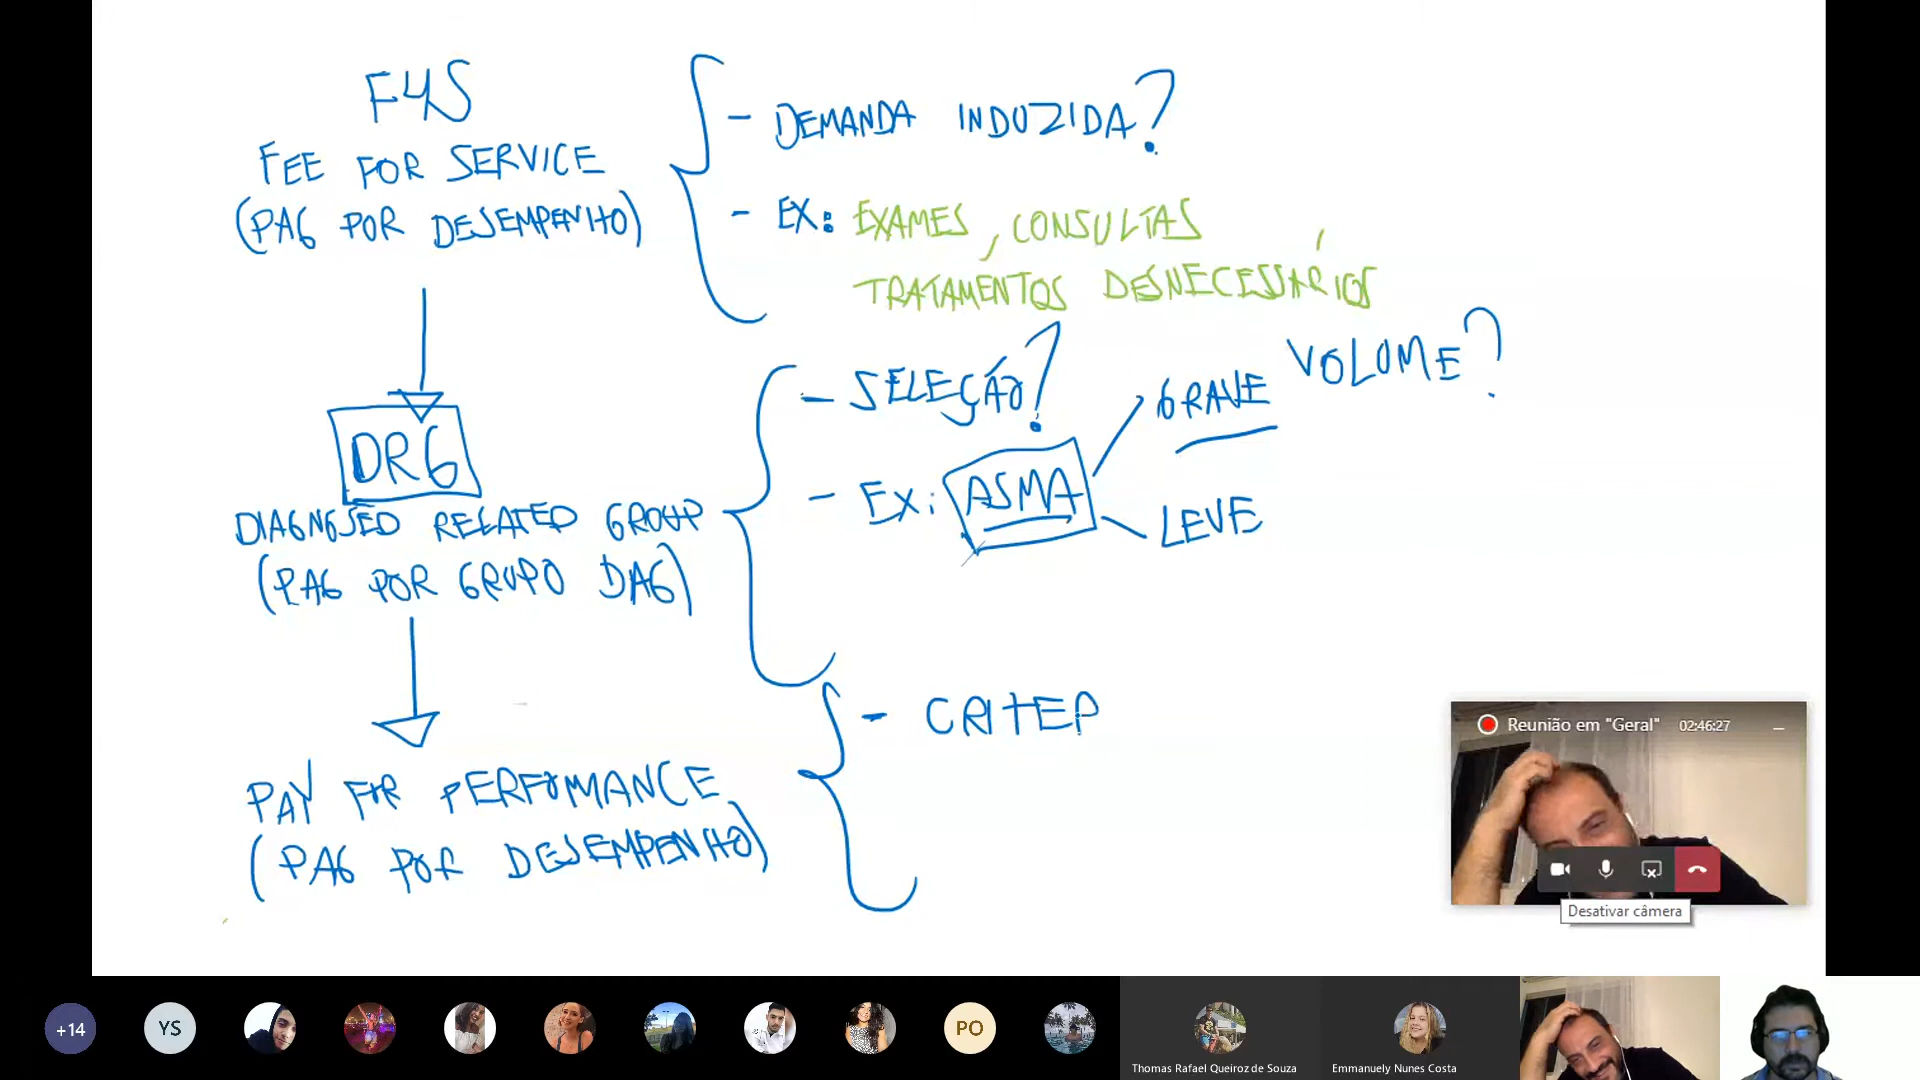 F4S
FEE FOR SERVICE
(PAG POR DESEMPENHO)
- DEMANDA INDUZIDA?
- EX: EXAMES, CONSULTAS
TRATAMENTOS DESNECESSÁRIOS
DRG
DIAGNOSED RELATED GROUP
(PAG POR GRUPO DAG)
- SELEÇÃO?
- EX: ASMA
GRAVE
VOLUME?
LEVE
PAY FOR PERFOMANCE
(PAG POR DESEMPENHO)
- CRITEP
Reunião em "Geral" 02:46:27
Desativar câmera
+14
YS
PO
Thomas Rafael Queiroz de Souza
Emmanuely Nunes Costa